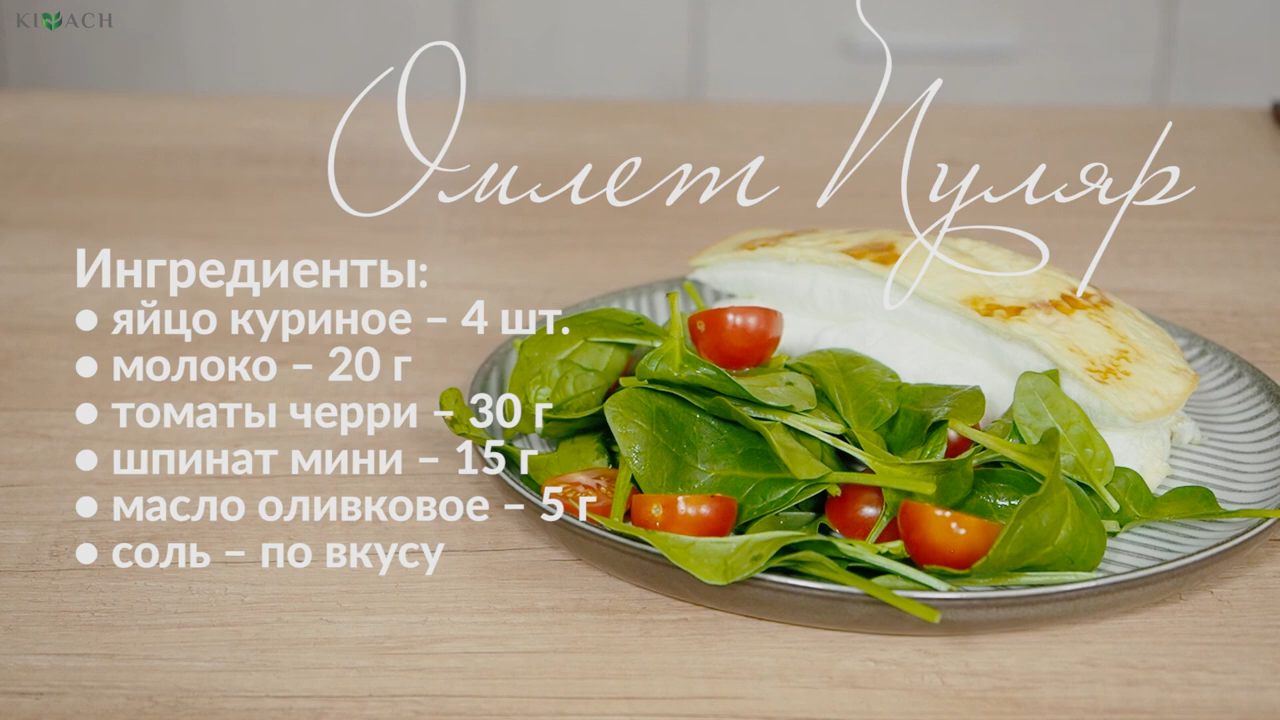 KIVACH
Омлет Пуляр
Ингредиенты:
● яйцо куриное – 4 шт.
● молоко – 20 г
● томаты черри – 30 г
● шпинат мини – 15 г
● масло оливковое – 5 г
● соль – по вкусу